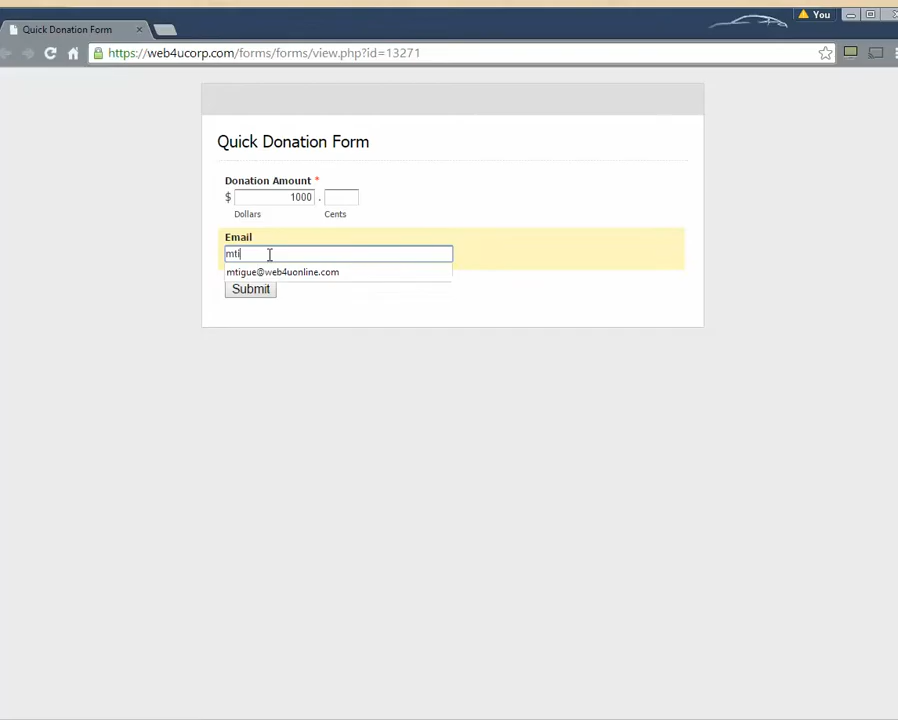 Quick Donation Form
You
https://web4ucorp.com/forms/forms/view.php?id=13271
Quick Donation Form
Donation Amount *
$ 1000 .
Dollars Cents
Email
mti
mtigue@web4uonline.com
Submit